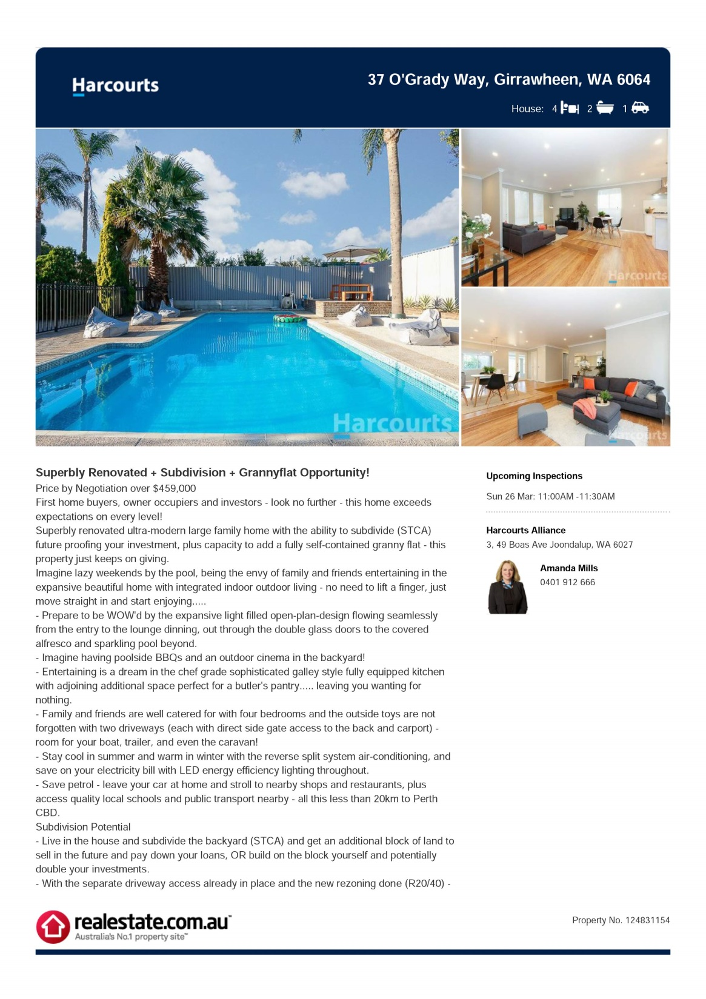 Harcourts
37 O'Grady Way, Girrawheen, WA 6064
House: 4 2 1
Harcourts
Harcourts
Harcourts
Superbly Renovated + Subdivision + Grannyflat Opportunity!
Price by Negotiation over $459,000
First home buyers, owner occupiers and investors - look no further - this home exceeds
expectations on every level!
Superbly renovated ultra-modern large family home with the ability to subdivide (STCA)
future proofing your investment, plus capacity to add a fully self-contained granny flat - this
property just keeps on giving.
Imagine lazy weekends by the pool, being the envy of family and friends entertaining in the
expansive beautiful home with integrated indoor outdoor living - no need to lift a finger, just
move straight in and start enjoying.....
- Prepare to be WOW'd by the expansive light filled open-plan-design flowing seamlessly
from the entry to the lounge dinning, out through the double glass doors to the covered
alfresco and sparkling pool beyond.
- Imagine having poolside BBQs and an outdoor cinema in the backyard!
- Entertaining is a dream in the chef grade sophisticated galley style fully equipped kitchen
with adjoining additional space perfect for a butler's pantry..... leaving you wanting for
nothing.
- Family and friends are well catered for with four bedrooms and the outside toys are not
forgotten with two driveways (each with direct side gate access to the back and carport) -
room for your boat, trailer, and even the caravan!
- Stay cool in summer and warm in winter with the reverse split system air-conditioning, and
save on your electricity bill with LED energy efficiency lighting throughout.
- Save petrol - leave your car at home and stroll to nearby shops and restaurants, plus
access quality local schools and public transport nearby - all this less than 20km to Perth
CBD.
Subdivision Potential
- Live in the house and subdivide the backyard (STCA) and get an additional block of land to
sell in the future and pay down your loans, OR build on the block yourself and potentially
double your investments.
- With the separate driveway access already in place and the new rezoning done (R20/40) -
Upcoming Inspections
Sun 26 Mar: 11:00AM -11:30AM
Harcourts Alliance
3, 49 Boas Ave Joondalup, WA 6027
Amanda Mills
0401 912 666
realestate.com.au™
Australia's No.1 property site™
Property No. 124831154